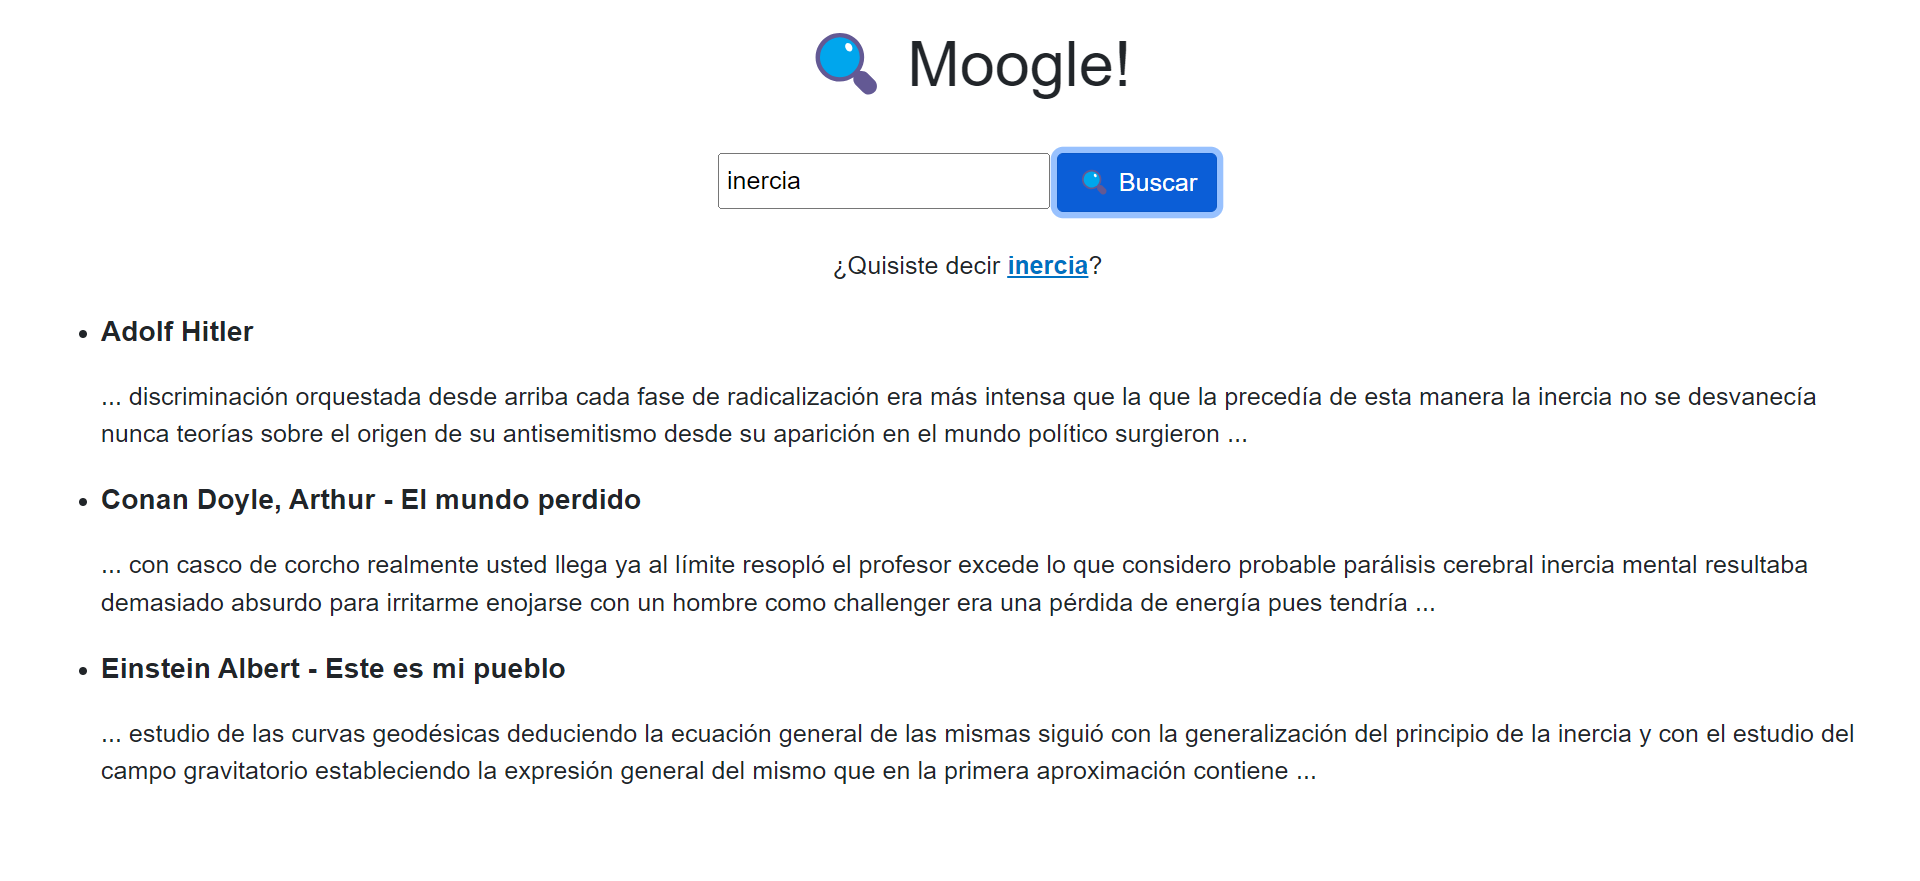 Moogle!
inercia
Buscar
¿Quisiste decir inercia?
Adolf Hitler
... discriminación orquestada desde arriba cada fase de radicalización era más intensa que la que la precedía de esta manera la inercia no se desvanecía
nunca teorías sobre el origen de su antisemitismo desde su aparición en el mundo político surgieron ...
Conan Doyle, Arthur - El mundo perdido
... con casco de corcho realmente usted llega ya al límite resopló el profesor excede lo que considero probable parálisis cerebral inercia mental resultaba
demasiado absurdo para irritarme enojarse con un hombre como challenger era una pérdida de energía pues tendría ...
Einstein Albert - Este es mi pueblo
... estudio de las curvas geodésicas deduciendo la ecuación general de las mismas siguió con la generalización del principio de la inercia y con el estudio del
campo gravitatorio estableciendo la expresión general del mismo que en la primera aproximación contiene ...